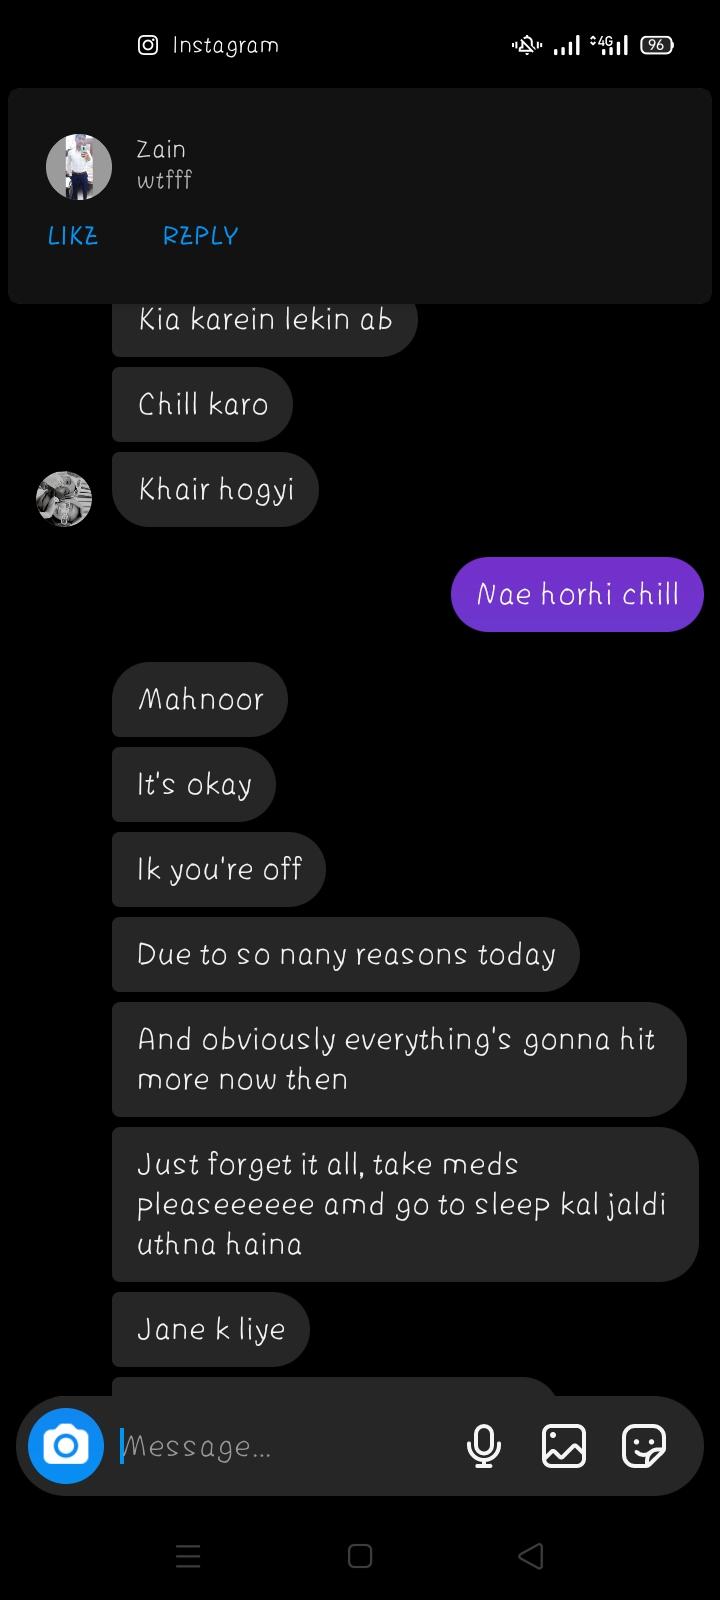 Instagram
4G
96
Zain
wtfff
LIKE
REPLY
Kia karein lekin ab
Chill karo
Khair hogyi
Nae horhi chill
Mahnoor
It's okay
Ik you're off
Due to so nany reasons today
And obviously everything's gonna hit
more now then
Just forget it all, take meds
pleaseeeeee amd go to sleep kal jaldi
uthna haina
Jane k liye
Message...